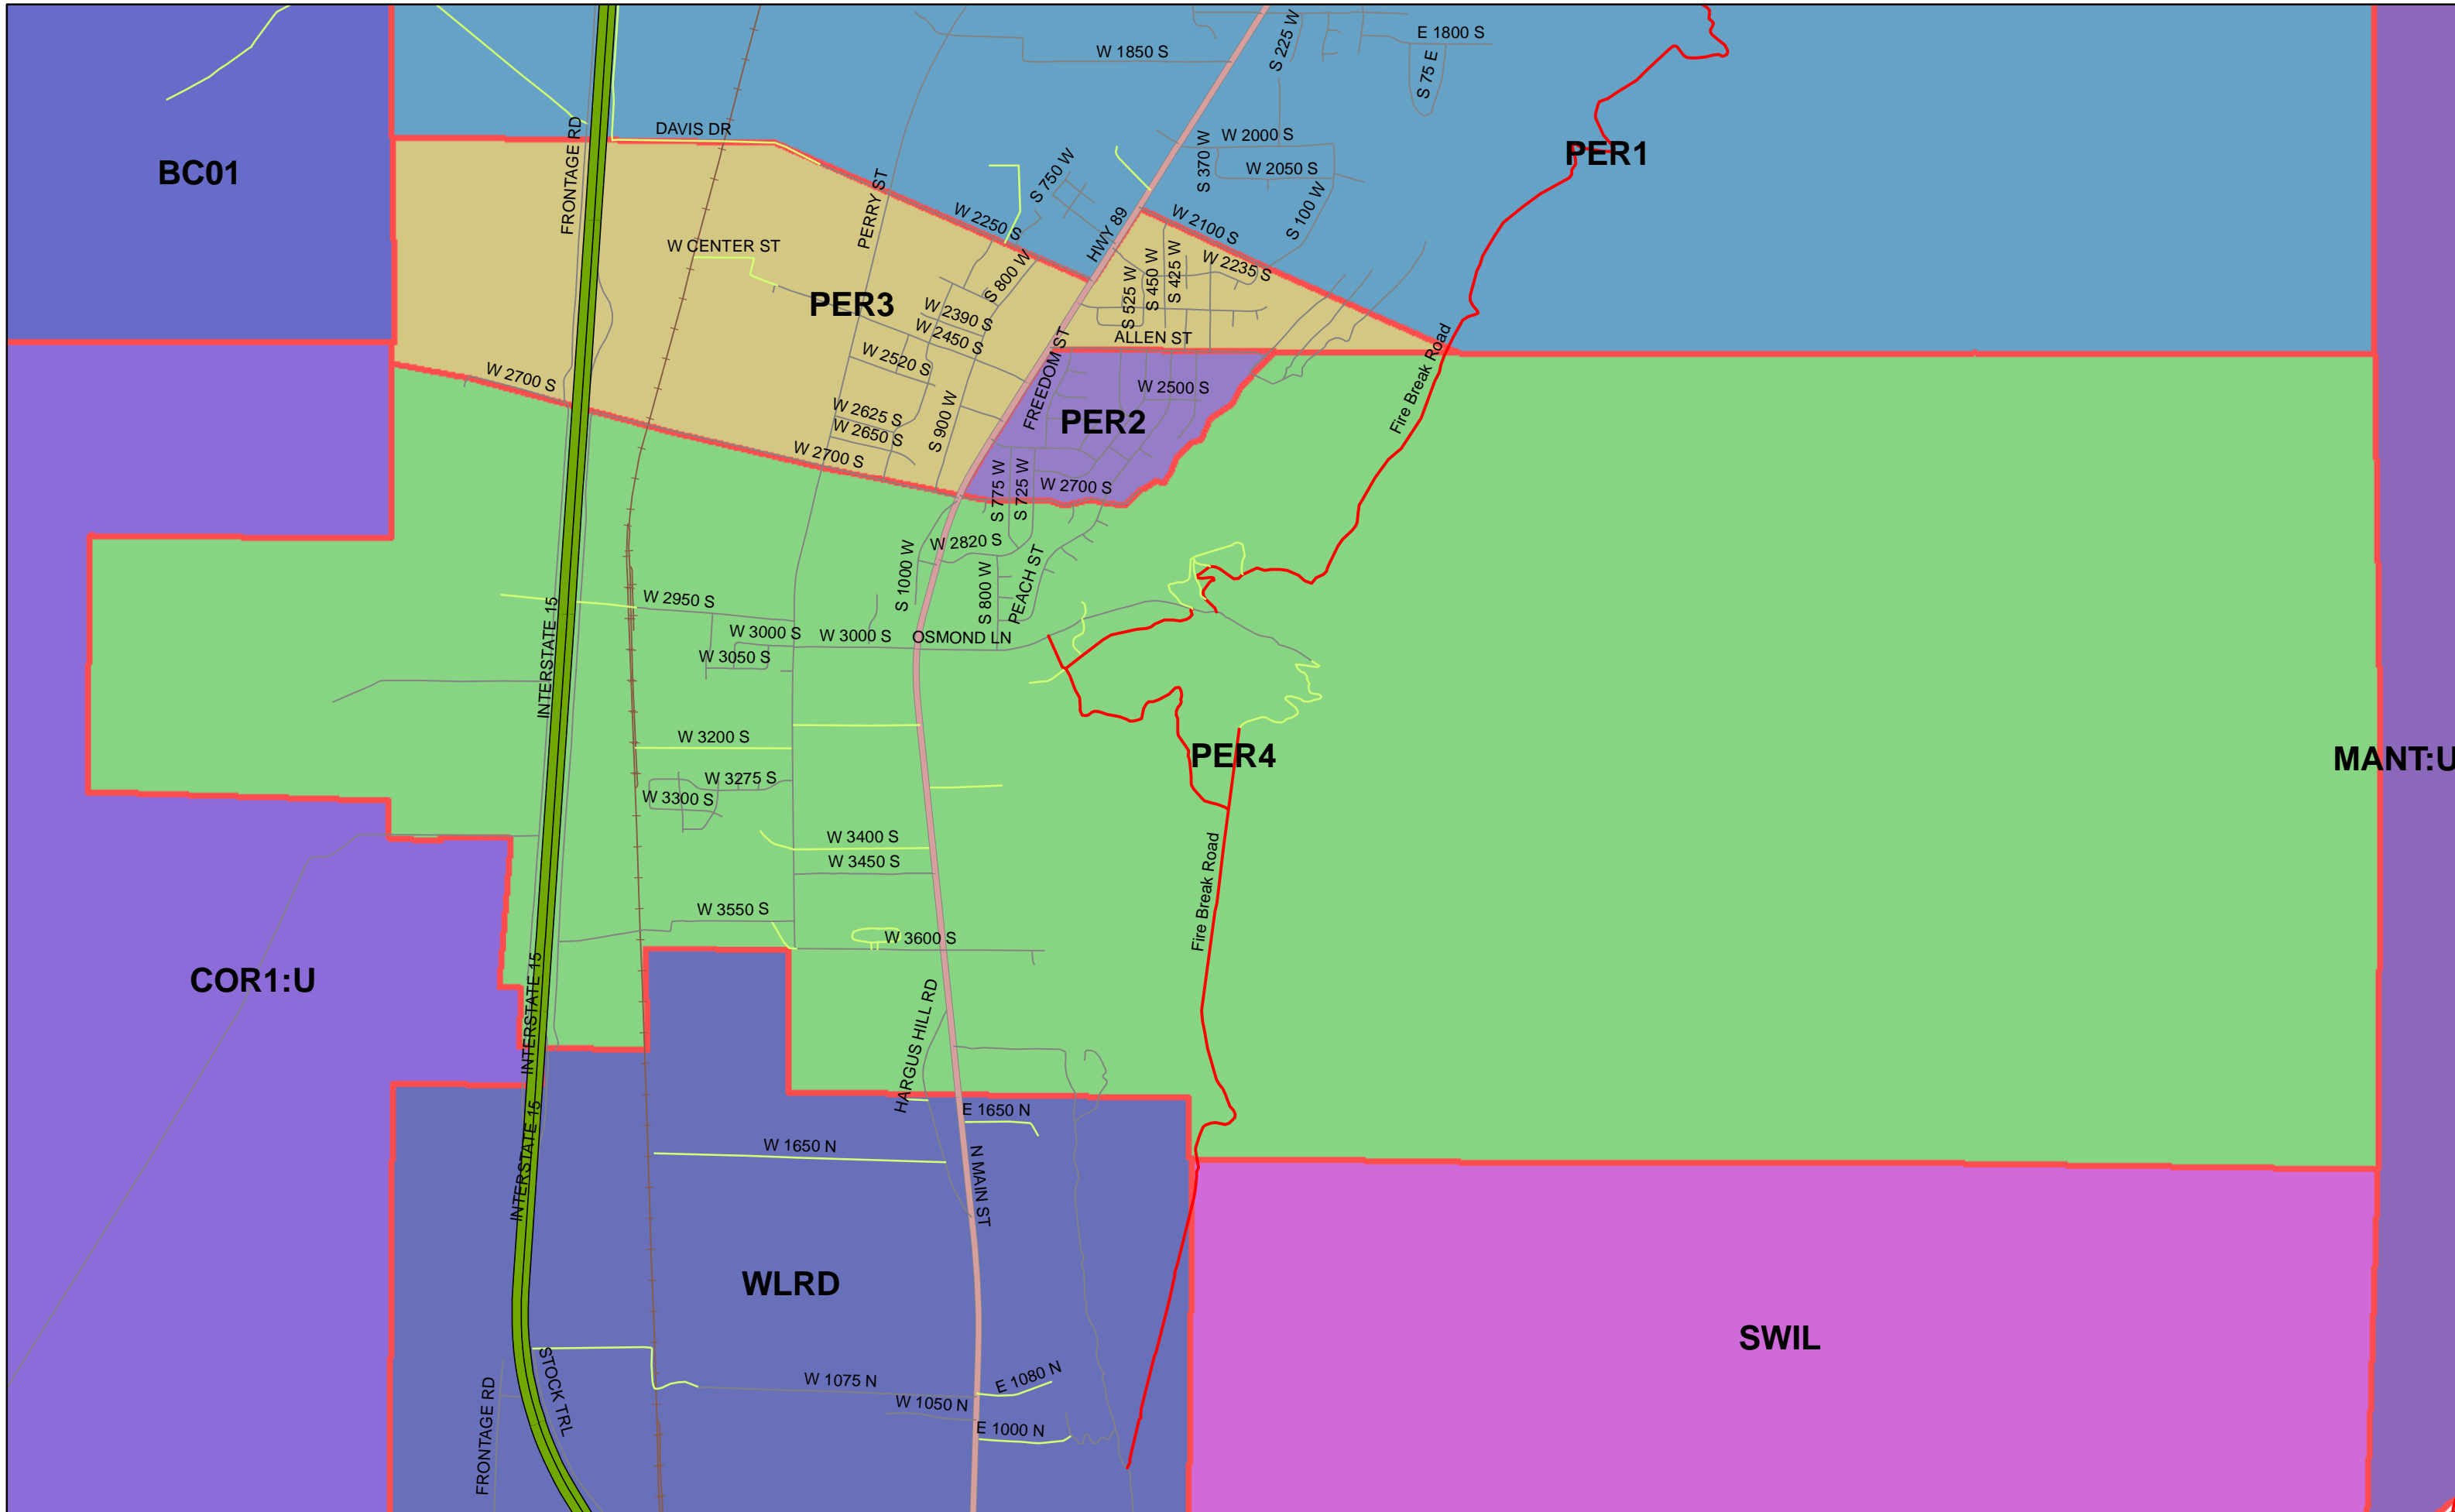 W 1850 S
S 225 W
E 1800 S
S 75 E
FRONTAGE RD
DAVIS DR
W 2000 S
S 370 W
W 2050 S
PER1
BC01
S 750 W
PERRY ST
W 2250 S
HWY 89
W 2100 S
S 100 W
W CENTER ST
S 800 W
S 525 W
S 450 W
S 425 W
W 2235 S
PER3
W 2390 S
W 2450 S
ALLEN ST
W 2520 S
FREEDOM ST
Fire Break Road
W 2700 S
W 2500 S
W 2625 S
PER2
W 2650 S
S 900 W
W 2700 S
S 775 W
S 725 W
W 2700 S
W 2820 S
S 1000 W
S 800 W
PEACH ST
INTERSTATE 15
W 2950 S
W 3000 S
W 3000 S
OSMOND LN
W 3050 S
W 3200 S
PER4
MANT:U
W 3275 S
W 3300 S
W 3400 S
W 3450 S
Fire Break Road
W 3550 S
W 3600 S
COR1:U
INTERSTATE 15
HARGUS HILL RD
E 1650 N
INTERSTATE 15
W 1650 N
N MAIN ST
WLRD
SWIL
STOCK TRL
FRONTAGE RD
W 1075 N
E 1080 N
W 1050 N
E 1000 N